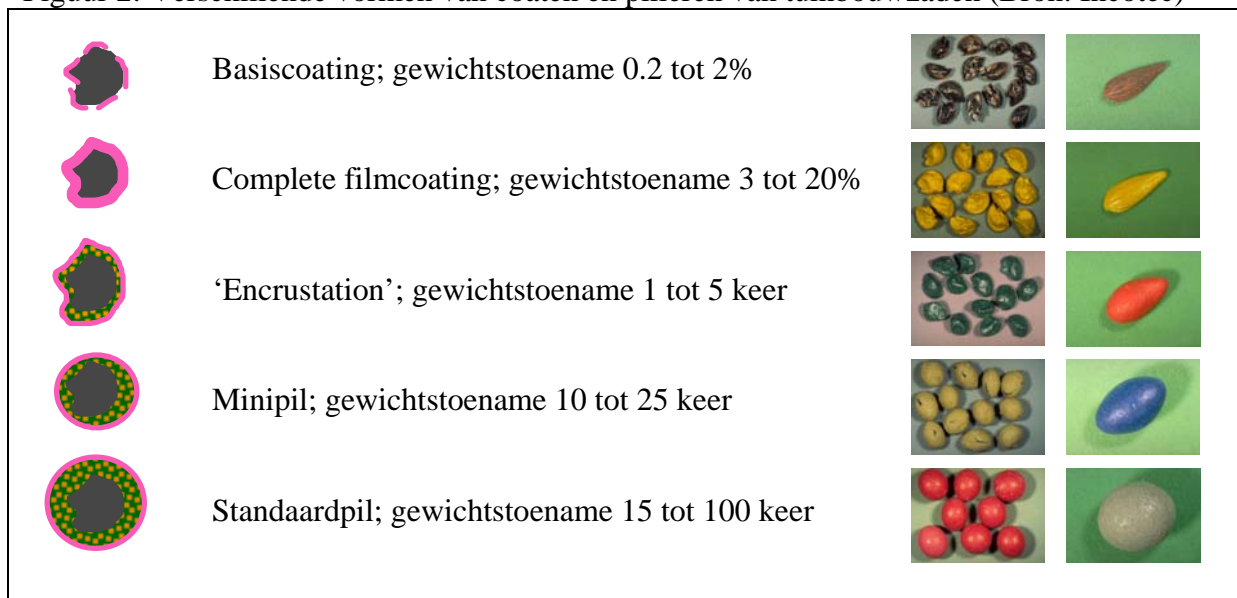 Basiscoating; gewichtstoename 0.2 tot 2%
Complete filmcoating; gewichtstoename 3 tot 20%
‘Encrustation’; gewichtstoename 1 tot 5 keer
Minipil; gewichtstoename 10 tot 25 keer
Standaardpil; gewichtstoename 15 tot 100 keer